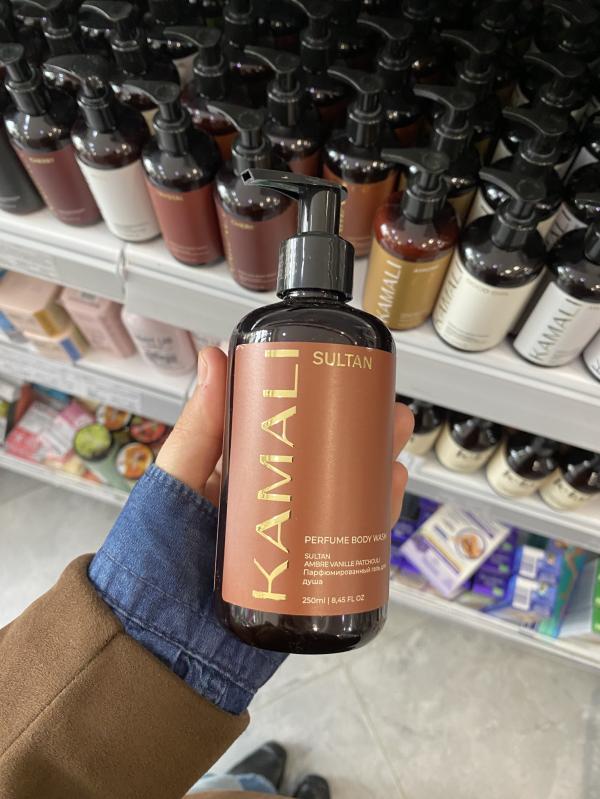 KAMALI
SULTAN
PERFUME BODY WASH
SULTAN
AMBRE VANILLE PATCHOULI
Парфюмированный гель для
душа
250ml | 8,45 FL OZ
CHERRY
KAMALI
KAMALI